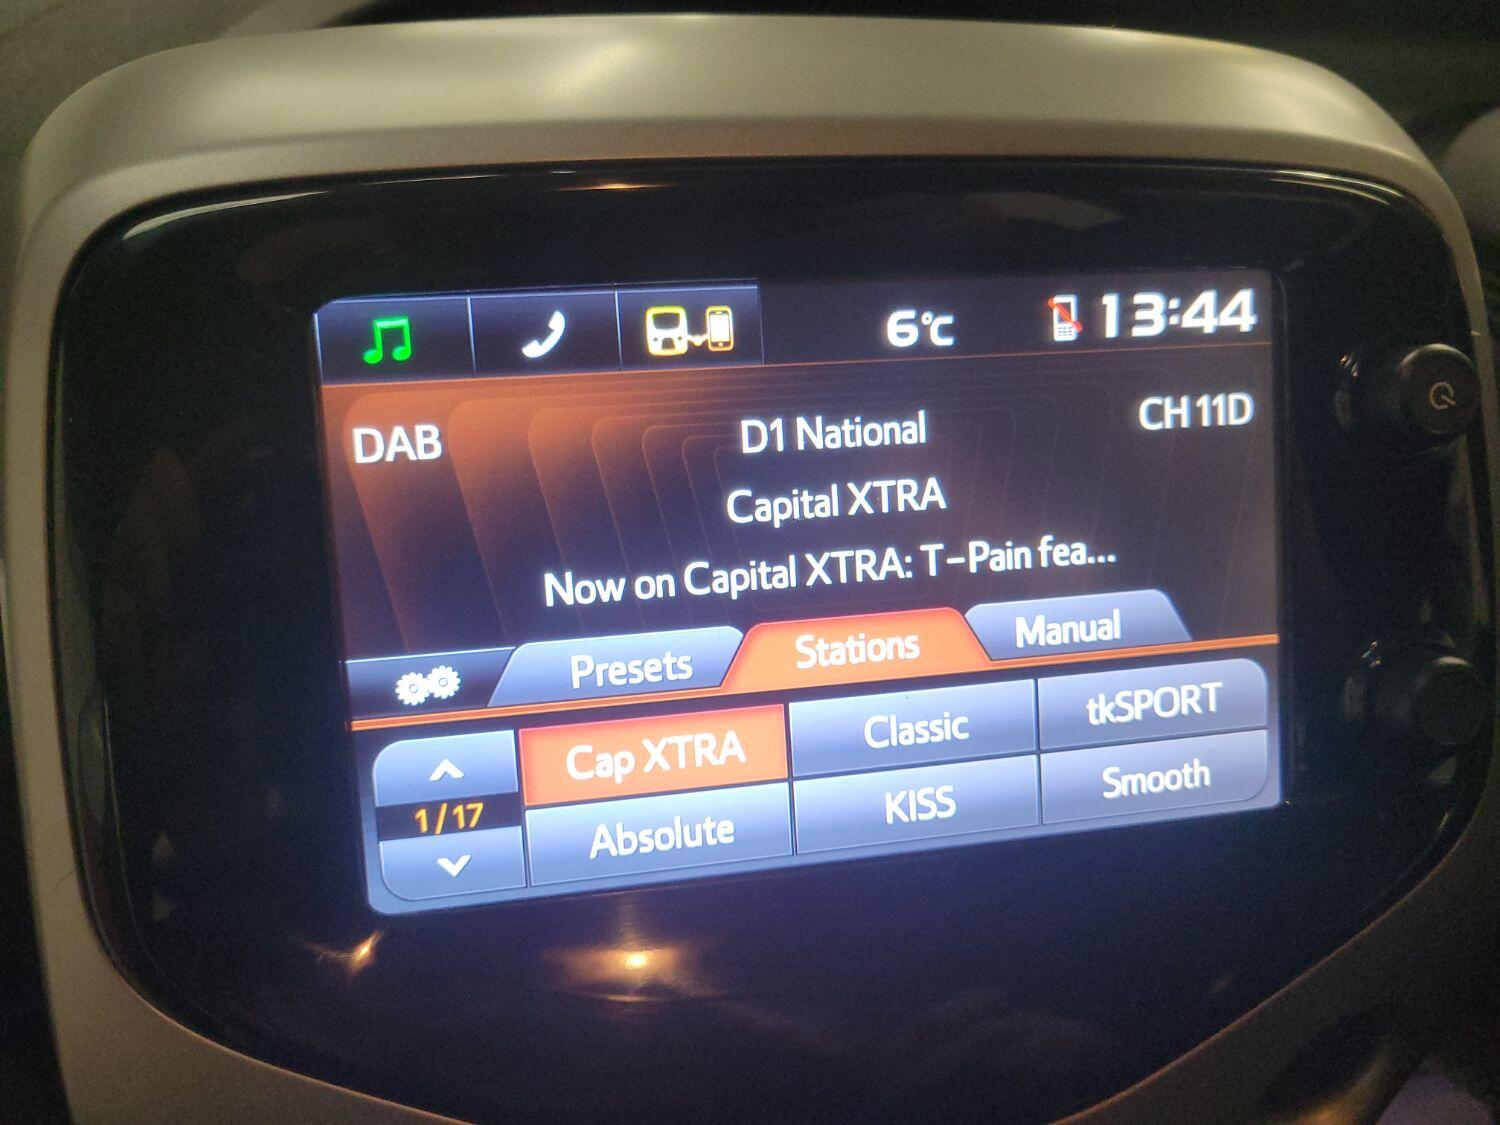 6°C 13:44
DAB D1 National CH 11D
Capital XTRA
Now on Capital XTRA: T-Pain fea...
Presets Stations Manual
Cap XTRA Classic tkSPORT
1/17
Absolute KISS Smooth